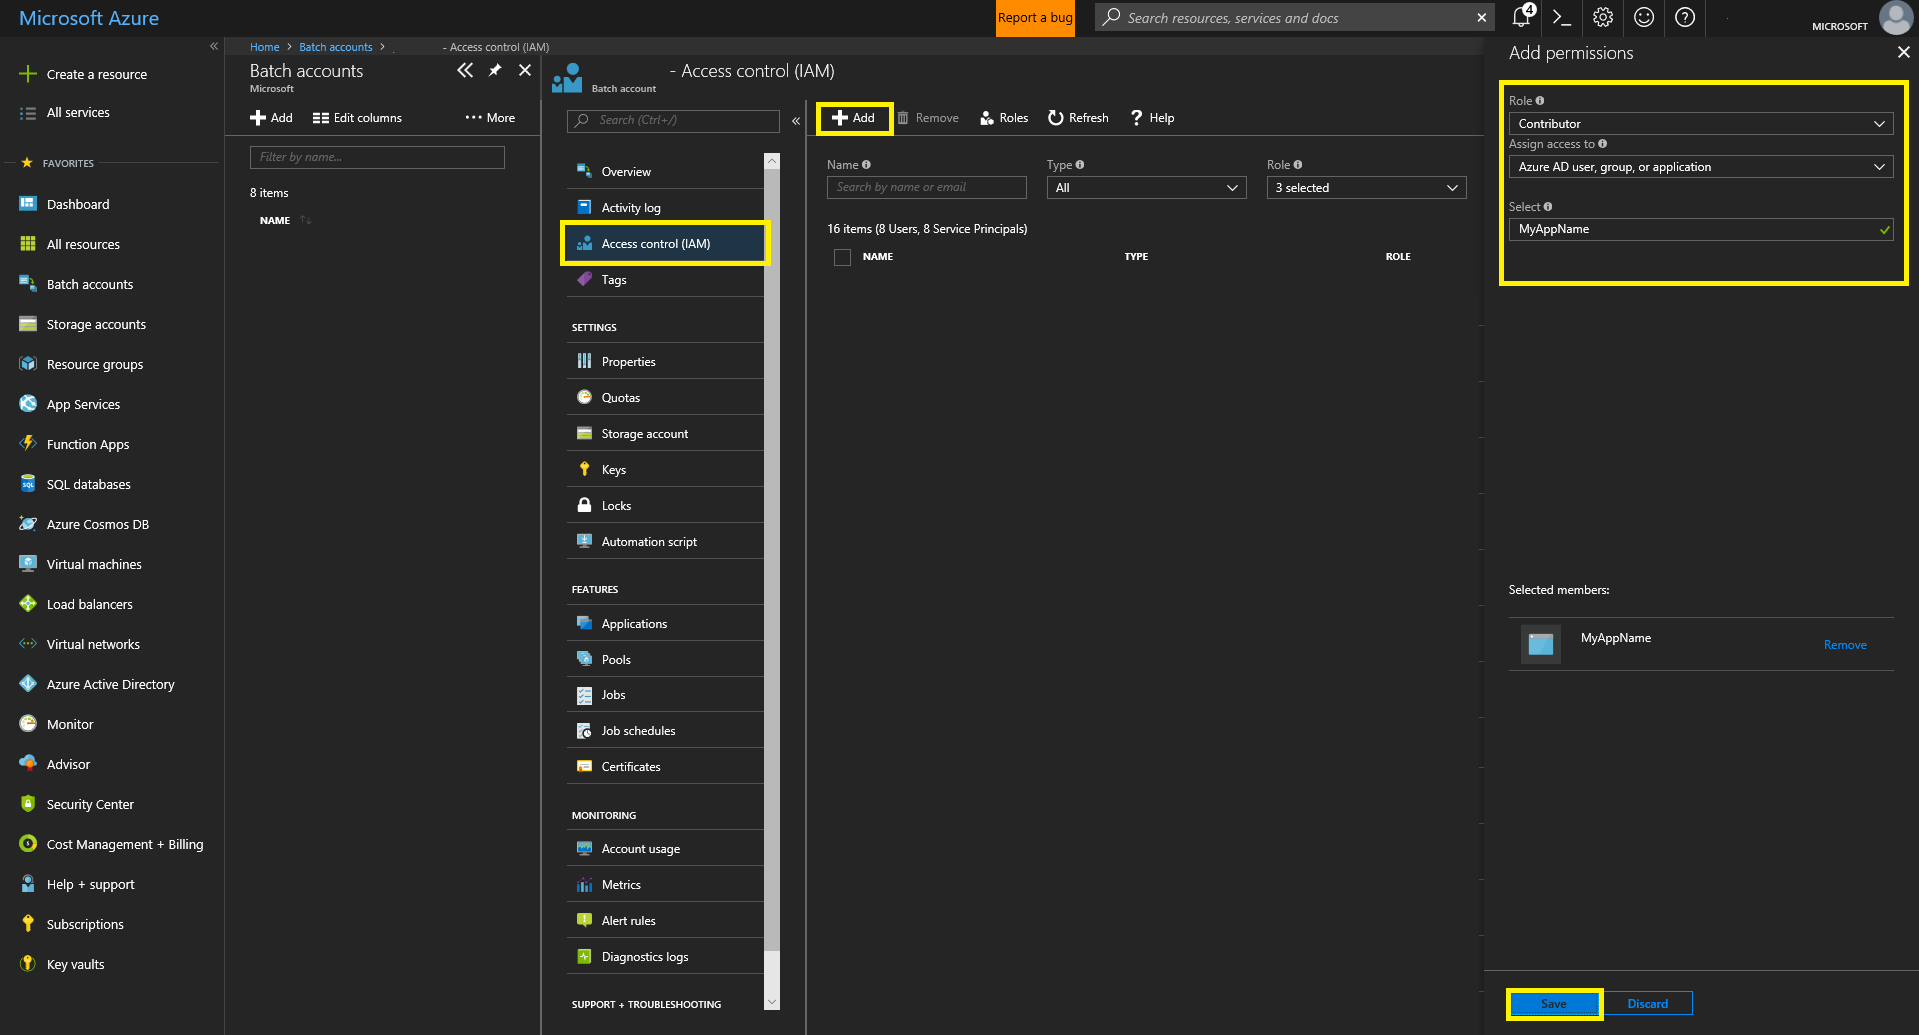 Microsoft Azure
Report a bug
Search resources, services and docs
4
MICROSOFT
Create a resource
All services
FAVORITES
Dashboard
All resources
Batch accounts
Storage accounts
Resource groups
App Services
Function Apps
SQL databases
Azure Cosmos DB
Virtual machines
Load balancers
Virtual networks
Azure Active Directory
Monitor
Advisor
Security Center
Cost Management + Billing
Help + support
Subscriptions
Key vaults
Home > Batch accounts > - Access control (IAM)
Batch accounts
Microsoft
Add
Edit columns
More
Filter by name...
8 items
NAME
- Access control (IAM)
Batch account
Search (Ctrl+/)
Overview
Activity log
Access control (IAM)
Tags
SETTINGS
Properties
Quotas
Storage account
Keys
Locks
Automation script
FEATURES
Applications
Pools
Jobs
Job schedules
Certificates
MONITORING
Account usage
Metrics
Alert rules
Diagnostics logs
SUPPORT + TROUBLESHOOTING
Add
Remove
Roles
Refresh
Help
Name
Type
Role
Search by name or email
All
3 selected
16 items (8 Users, 8 Service Principals)
NAME
TYPE
ROLE
Add permissions
Role
Contributor
Assign access to
Azure AD user, group, or application
Select
MyAppName
Selected members:
MyAppName
Remove
Save
Discard